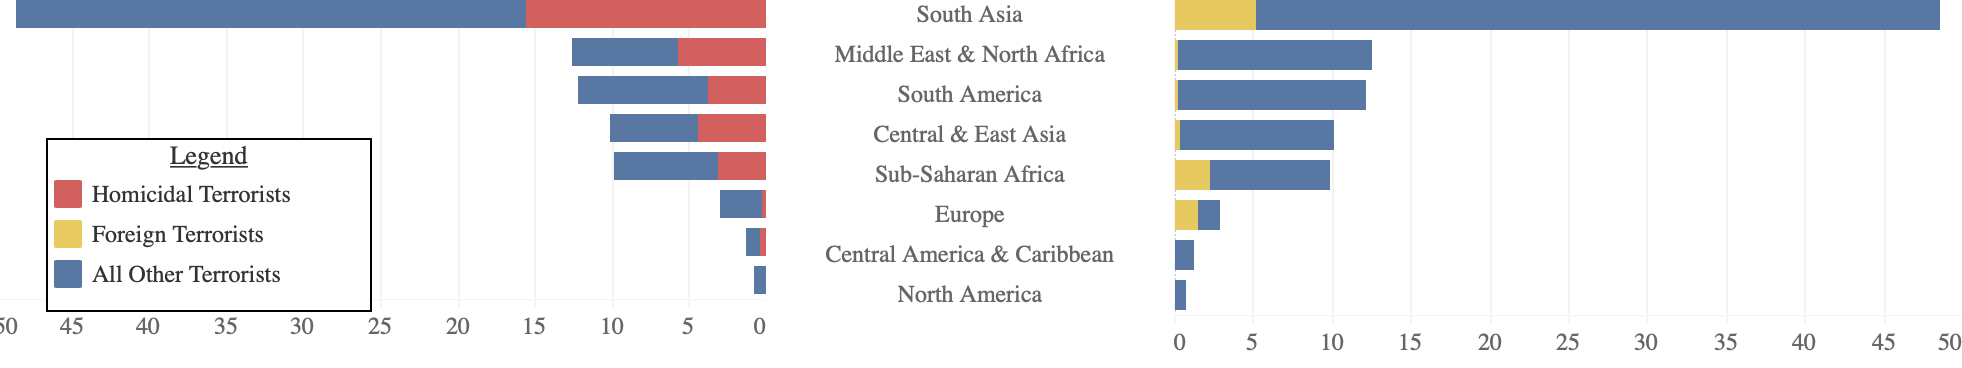 South Asia
Middle East & North Africa
South America
Central & East Asia
Sub-Saharan Africa
Europe
Central America & Caribbean
North America
Legend
Homicidal Terrorists
Foreign Terrorists
All Other Terrorists
50 45 40 35 30 25 20 15 10 5 0
0 5 10 15 20 25 30 35 40 45 50